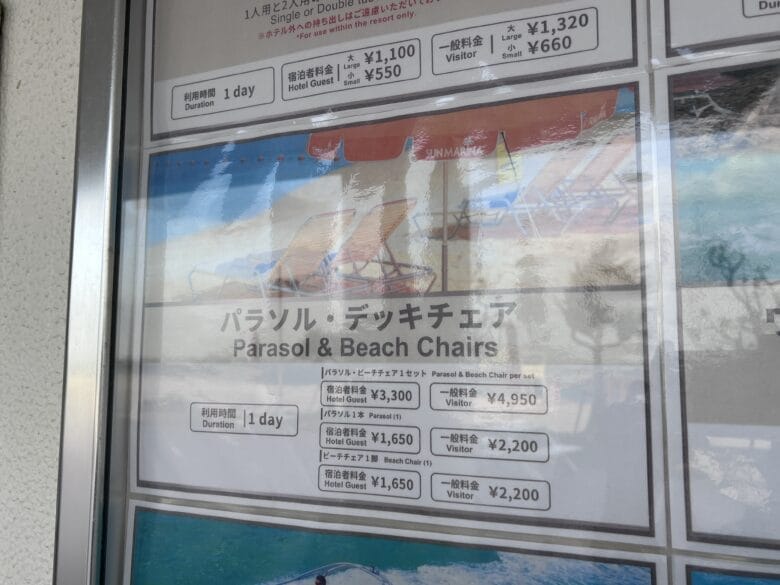 1人用と2人用
Single or Double
※ホテル外への持ち出しはご遠慮いただいてお
*For use within the resort only.
利用時間 Duration 1 day
宿泊者料金 Hotel Guest 大 Large ¥1,100 小 Small ¥550
一般料金 Visitor 大 Large ¥1,320 小 Small ¥660
SUNMARINA
パラソル・デッキチェア
Parasol & Beach Chairs
利用時間 Duration 1 day
パラソル・ビーチチェア1セット Parasol & Beach Chair per set
宿泊者料金 Hotel Guest ¥3,300 一般料金 Visitor ¥4,950
パラソル1本 Parasol (1)
宿泊者料金 Hotel Guest ¥1,650 一般料金 Visitor ¥2,200
ビーチチェア1脚 Beach Chair (1)
宿泊者料金 Hotel Guest ¥1,650 一般料金 Visitor ¥2,200